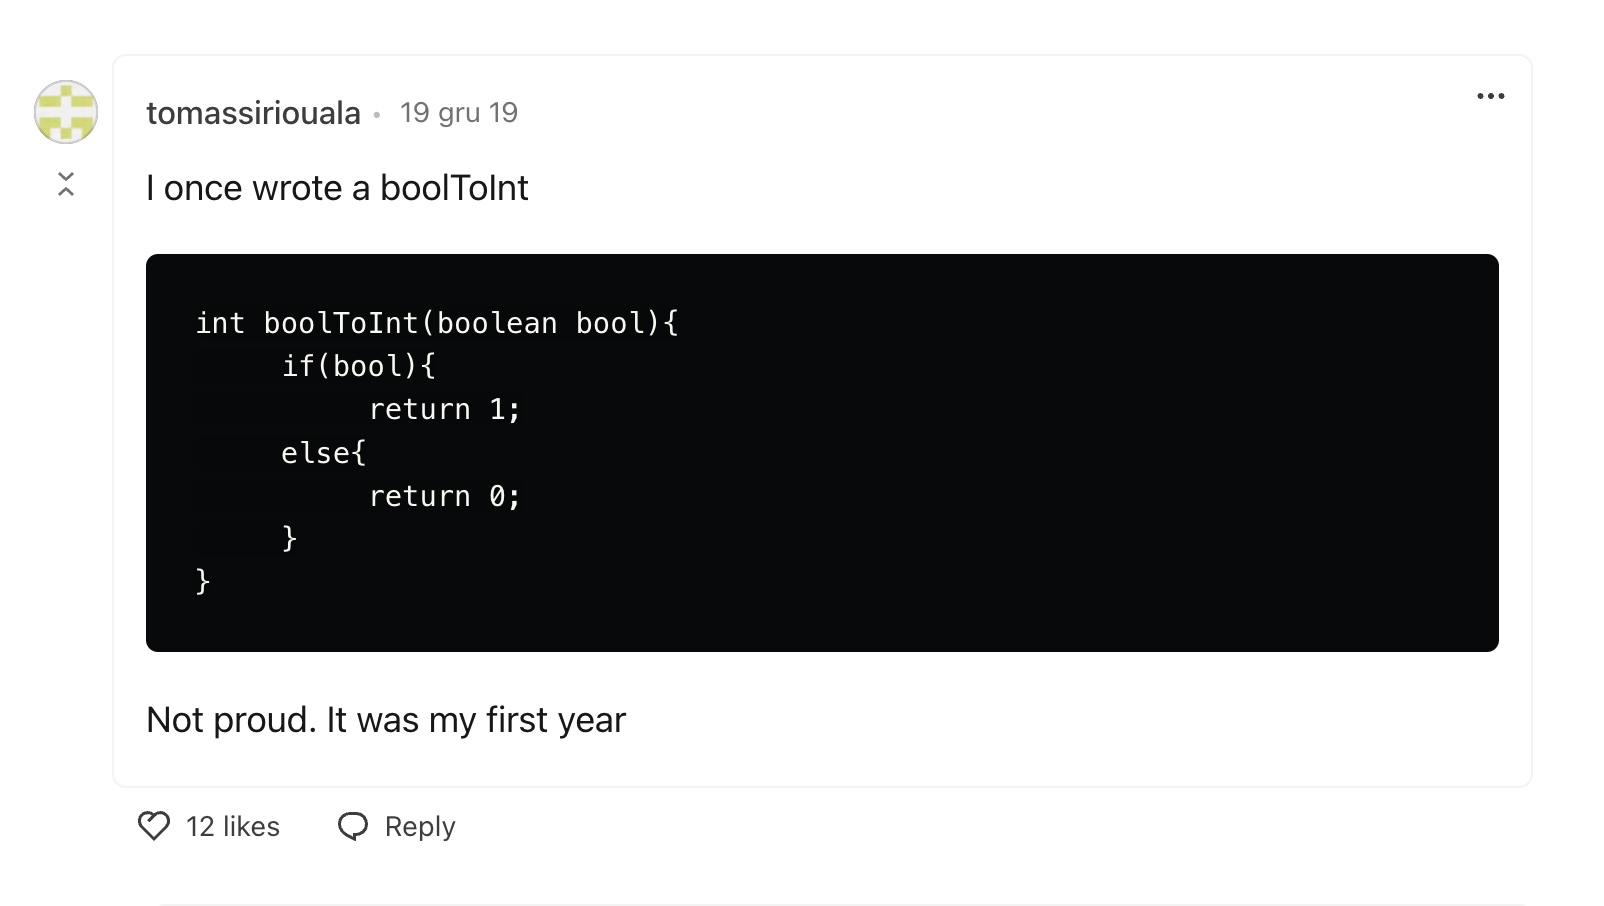 tomassiriouala • 19 gru 19
I once wrote a boolToInt
int boolToInt(boolean bool){
     if(bool){
          return 1;
     else{
          return 0;
     }
}
Not proud. It was my first year
12 likes Reply